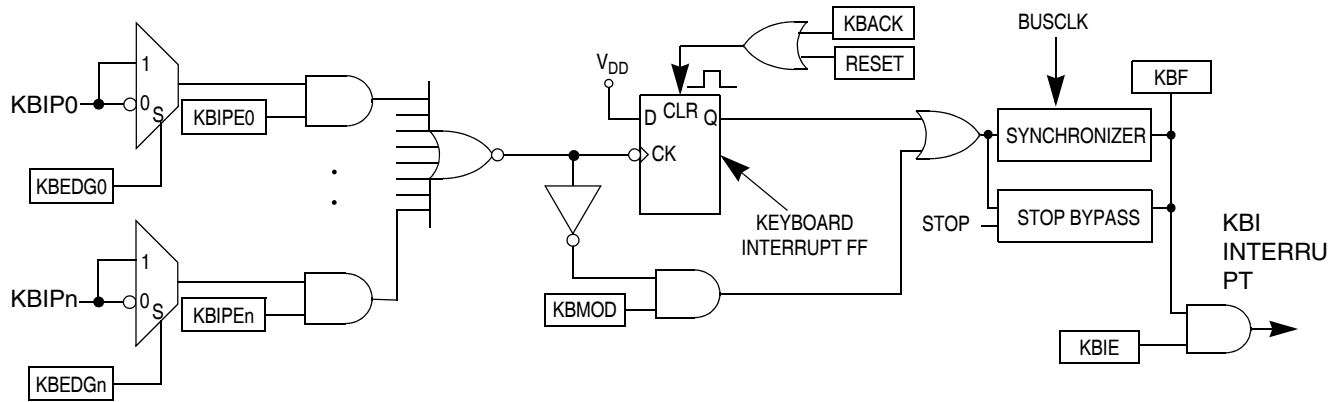 KBACK
RESET
BUSCLK
VDD
KBF
KBIP0
1
0
S
KBIPE0
KBEDG0
D
CLR
Q
CK
SYNCHRONIZER
STOP BYPASS
STOP
KEYBOARD
INTERRUPT FF
KBI
INTERRU
PT
KBIPn
1
0
S
KBIPEn
KBEDGn
KBMOD
KBIE